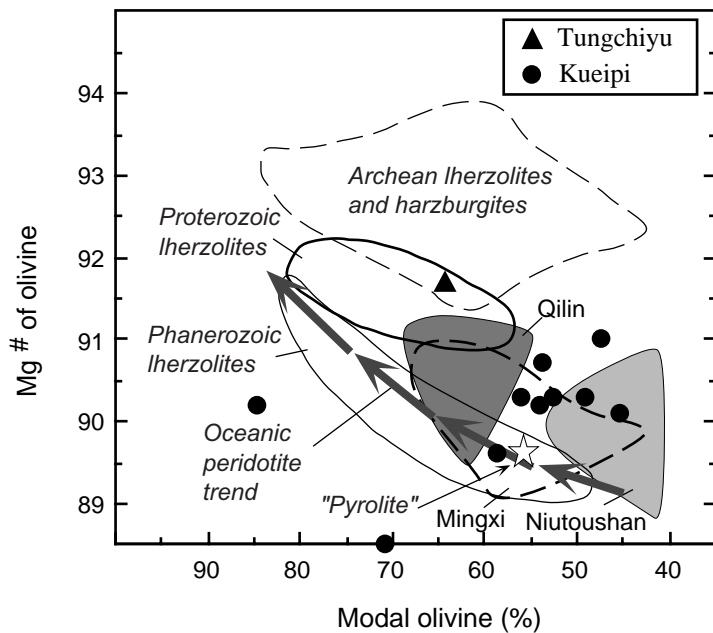 Tungchiyu
Kueipi
94
93
92
91
90
89
Mg # of olivine
Archean lherzolites
and harzburgites
Proterozoic
lherzolites
Qilin
Phanerozoic
lherzolites
Oceanic
peridotite
trend
"Pyrolite"
Mingxi
Niutoushan
90
80
70
60
50
40
Modal olivine (%)